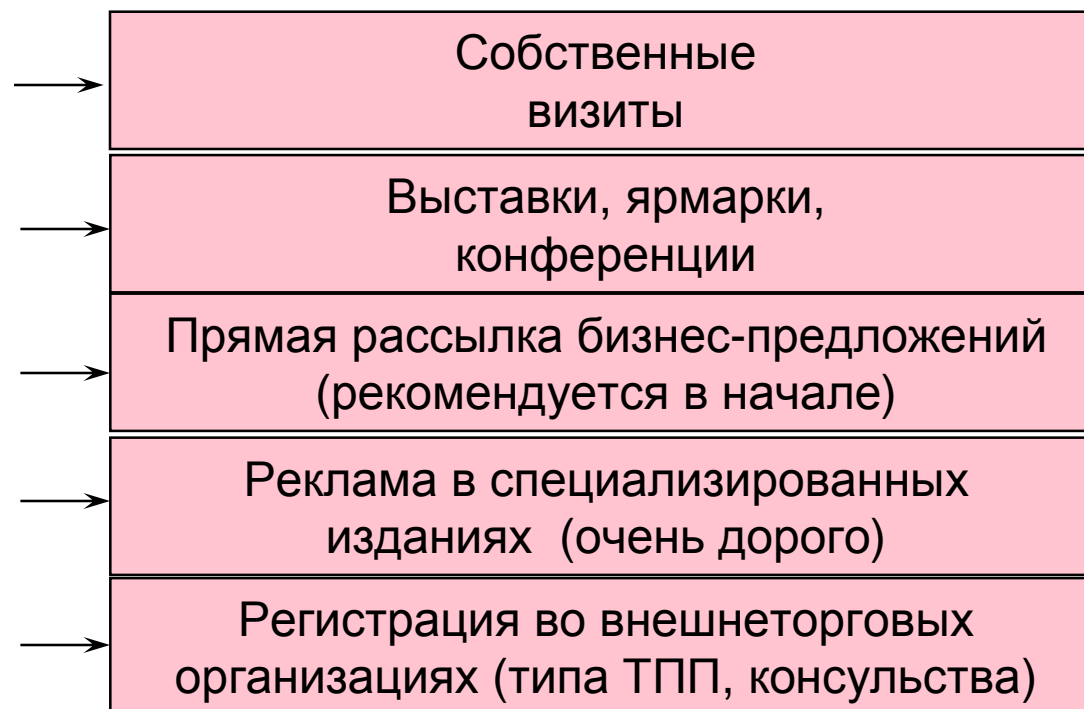 Собственные
визиты
Выставки, ярмарки,
конференции
Прямая рассылка бизнес-предложений
(рекомендуется в начале)
Реклама в специализированных
изданиях (очень дорого)
Регистрация во внешнеторговых
организациях (типа ТПП, консульства)